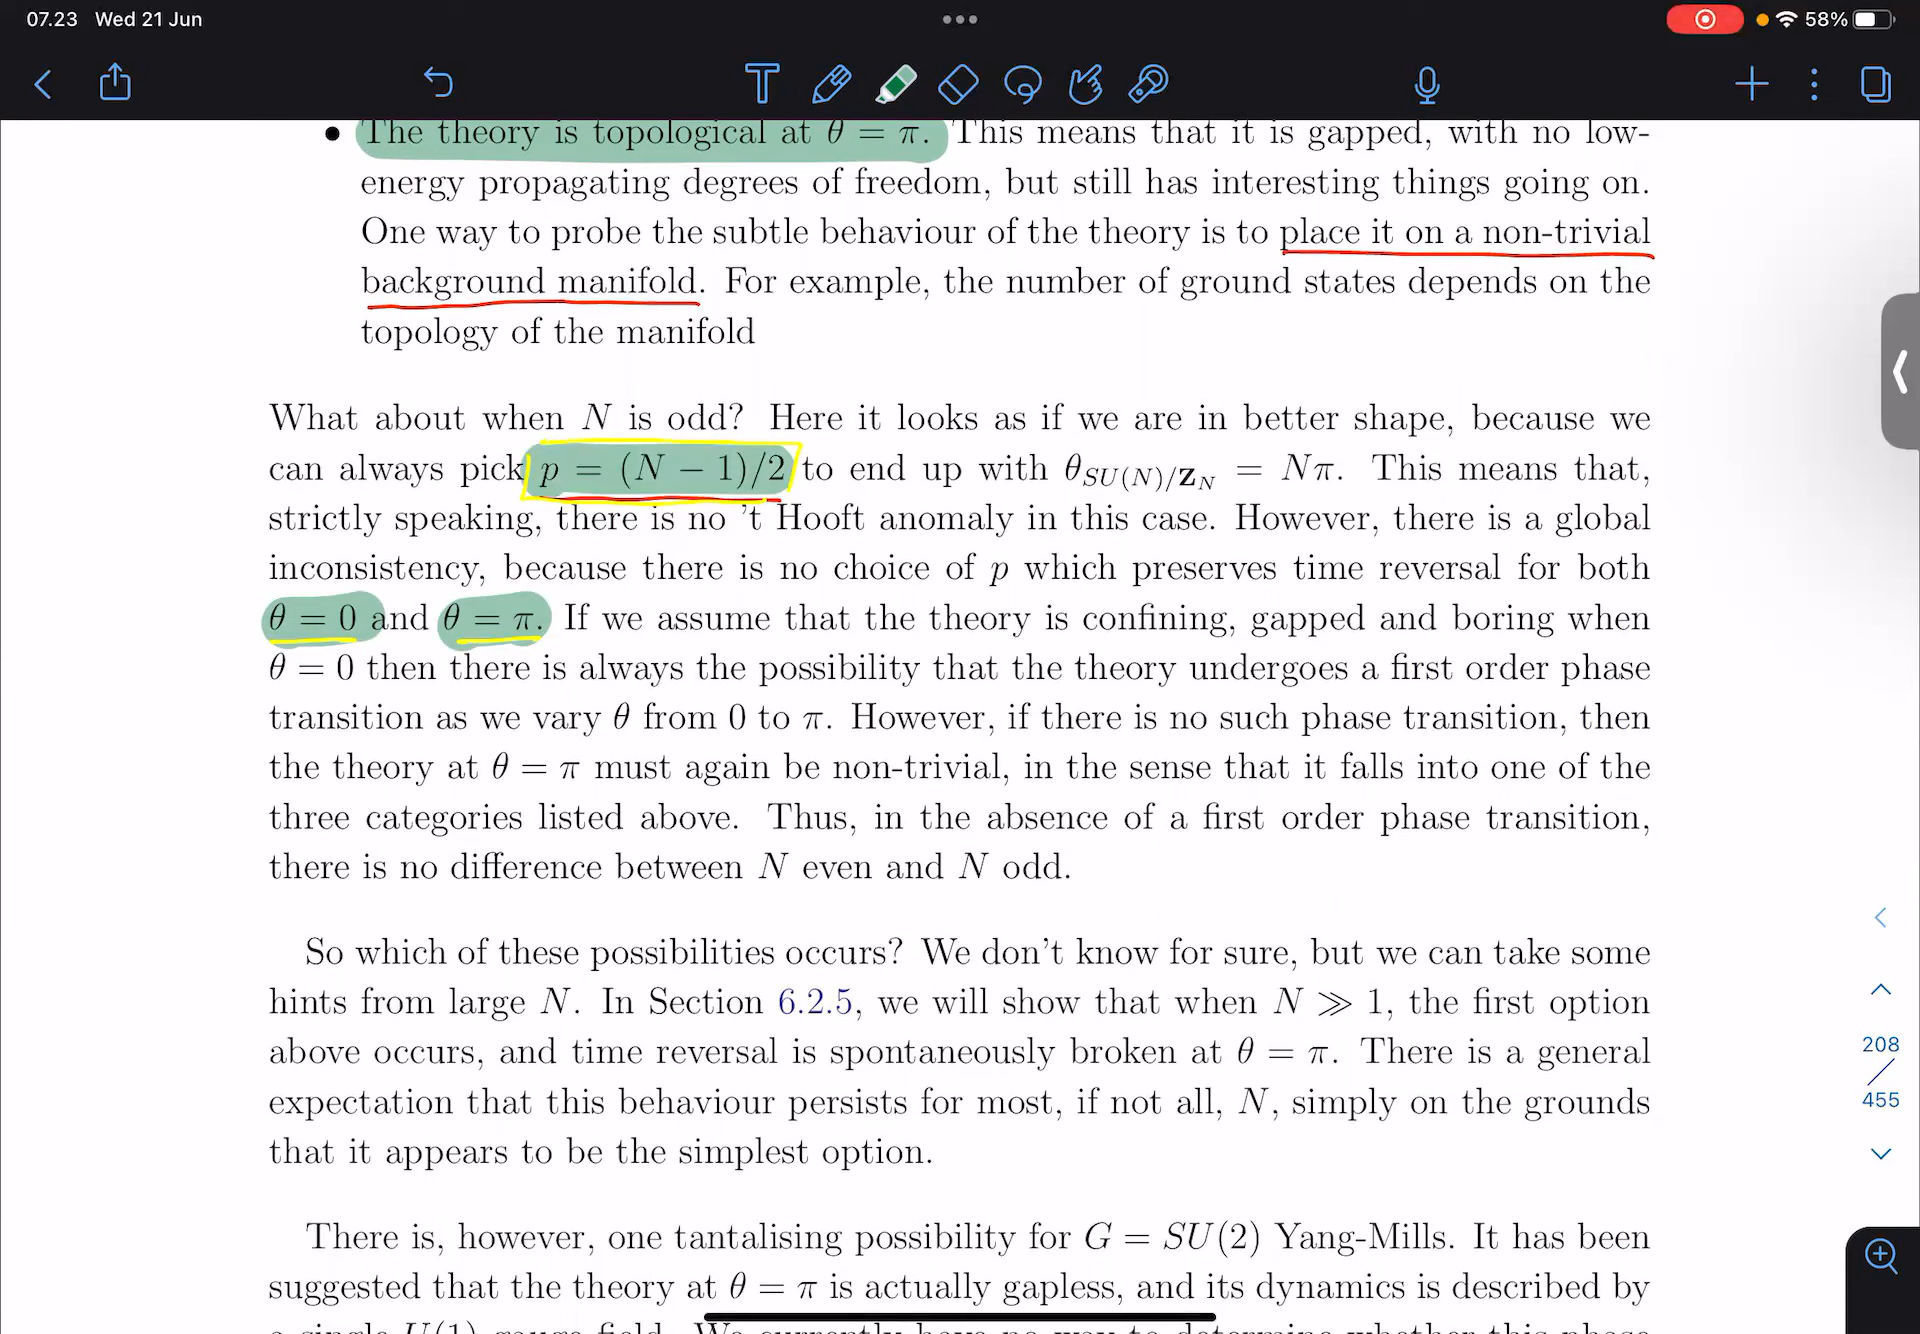 07.23 Wed 21 Jun
58%
T
• The theory is topological at θ = π. This means that it is gapped, with no low-
energy propagating degrees of freedom, but still has interesting things going on.
One way to probe the subtle behaviour of the theory is to place it on a non-trivial
background manifold. For example, the number of ground states depends on the
topology of the manifold
What about when N is odd? Here it looks as if we are in better shape, because we
can always pick p = (N − 1)/2 to end up with θ_{SU(N)/Z_N} = Nπ. This means that,
strictly speaking, there is no 't Hooft anomaly in this case. However, there is a global
inconsistency, because there is no choice of p which preserves time reversal for both
θ = 0 and θ = π. If we assume that the theory is confining, gapped and boring when
θ = 0 then there is always the possibility that the theory undergoes a first order phase
transition as we vary θ from 0 to π. However, if there is no such phase transition, then
the theory at θ = π must again be non-trivial, in the sense that it falls into one of the
three categories listed above. Thus, in the absence of a first order phase transition,
there is no difference between N even and N odd.
So which of these possibilities occurs? We don't know for sure, but we can take some
hints from large N. In Section 6.2.5, we will show that when N ≫ 1, the first option
above occurs, and time reversal is spontaneously broken at θ = π. There is a general
expectation that this behaviour persists for most, if not all, N, simply on the grounds
that it appears to be the simplest option.
208
/
455
There is, however, one tantalising possibility for G = SU(2) Yang-Mills. It has been
suggested that the theory at θ = π is actually gapless, and its dynamics is described by
a single U(1) gauge field. We currently have no way to determine whether this phase